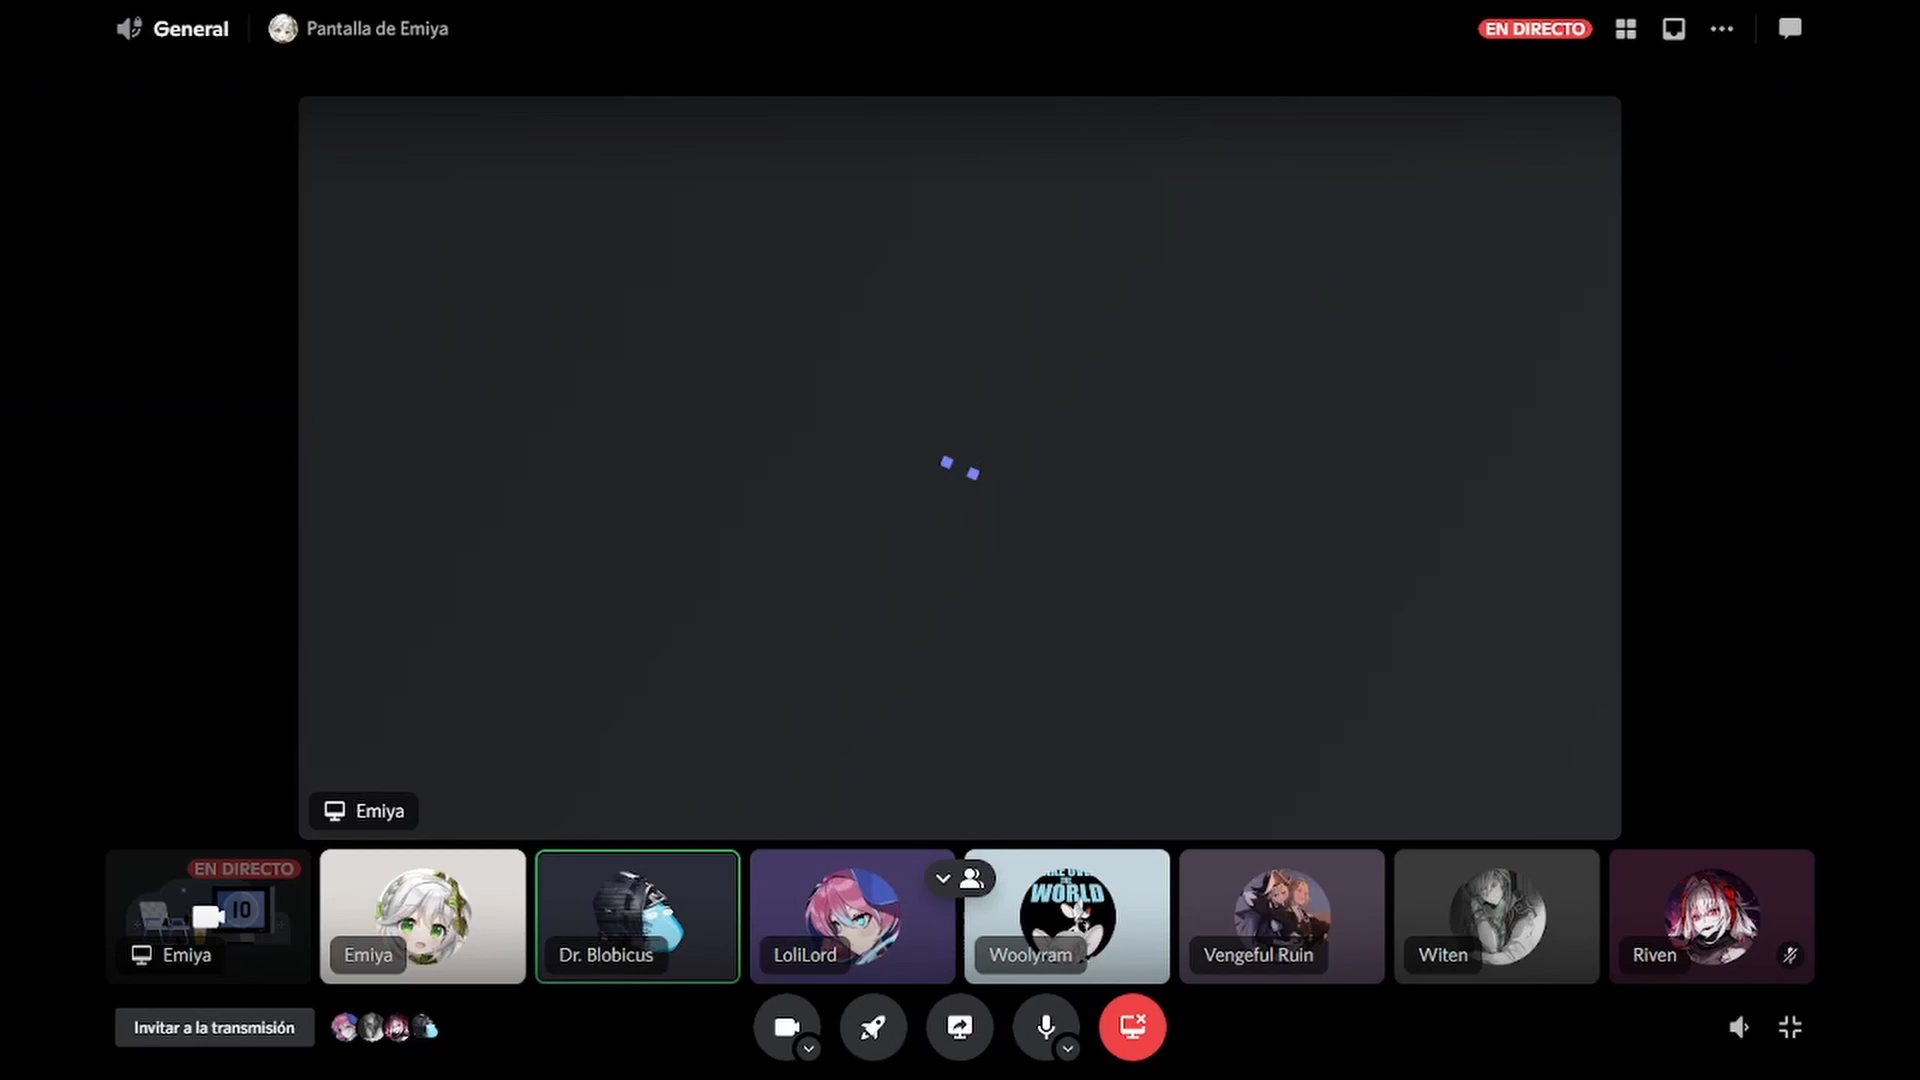 General
Pantalla de Emiya
EN DIRECTO
Emiya
EN DIRECTO
10
Emiya
Emiya
Dr. Blobicus
LoliLord
WORLD
Woolyram
Vengeful Ruin
Witen
Riven
Invitar a la transmisión